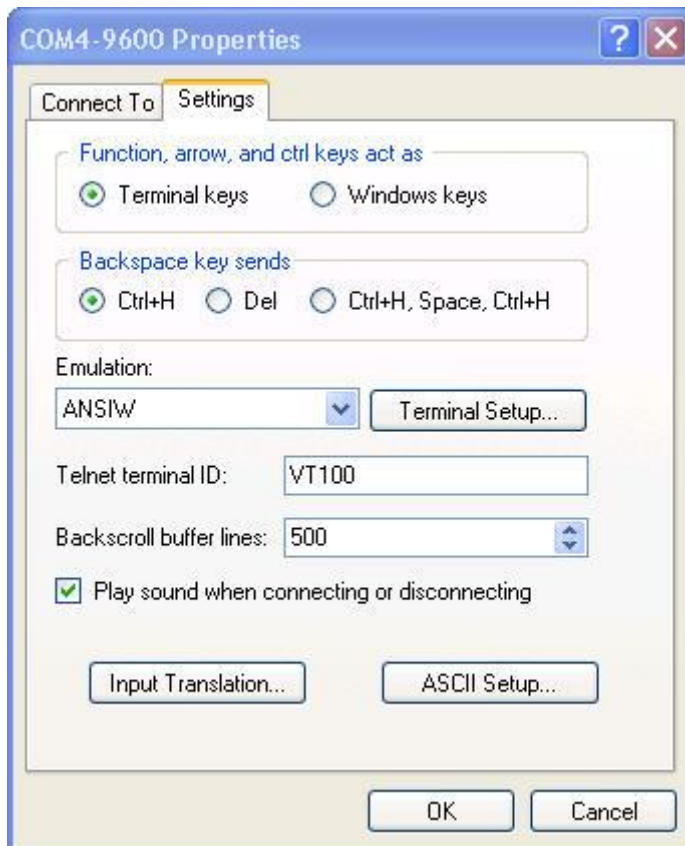 COM4-9600 Properties
?
Connect To Settings
Function, arrow, and ctrl keys act as
Terminal keys Windows keys
Backspace key sends
Ctrl+H Del Ctrl+H, Space, Ctrl+H
Emulation:
ANSIW Terminal Setup...
Telnet terminal ID: VT100
Backscroll buffer lines: 500
Play sound when connecting or disconnecting
Input Translation... ASCII Setup...
OK Cancel